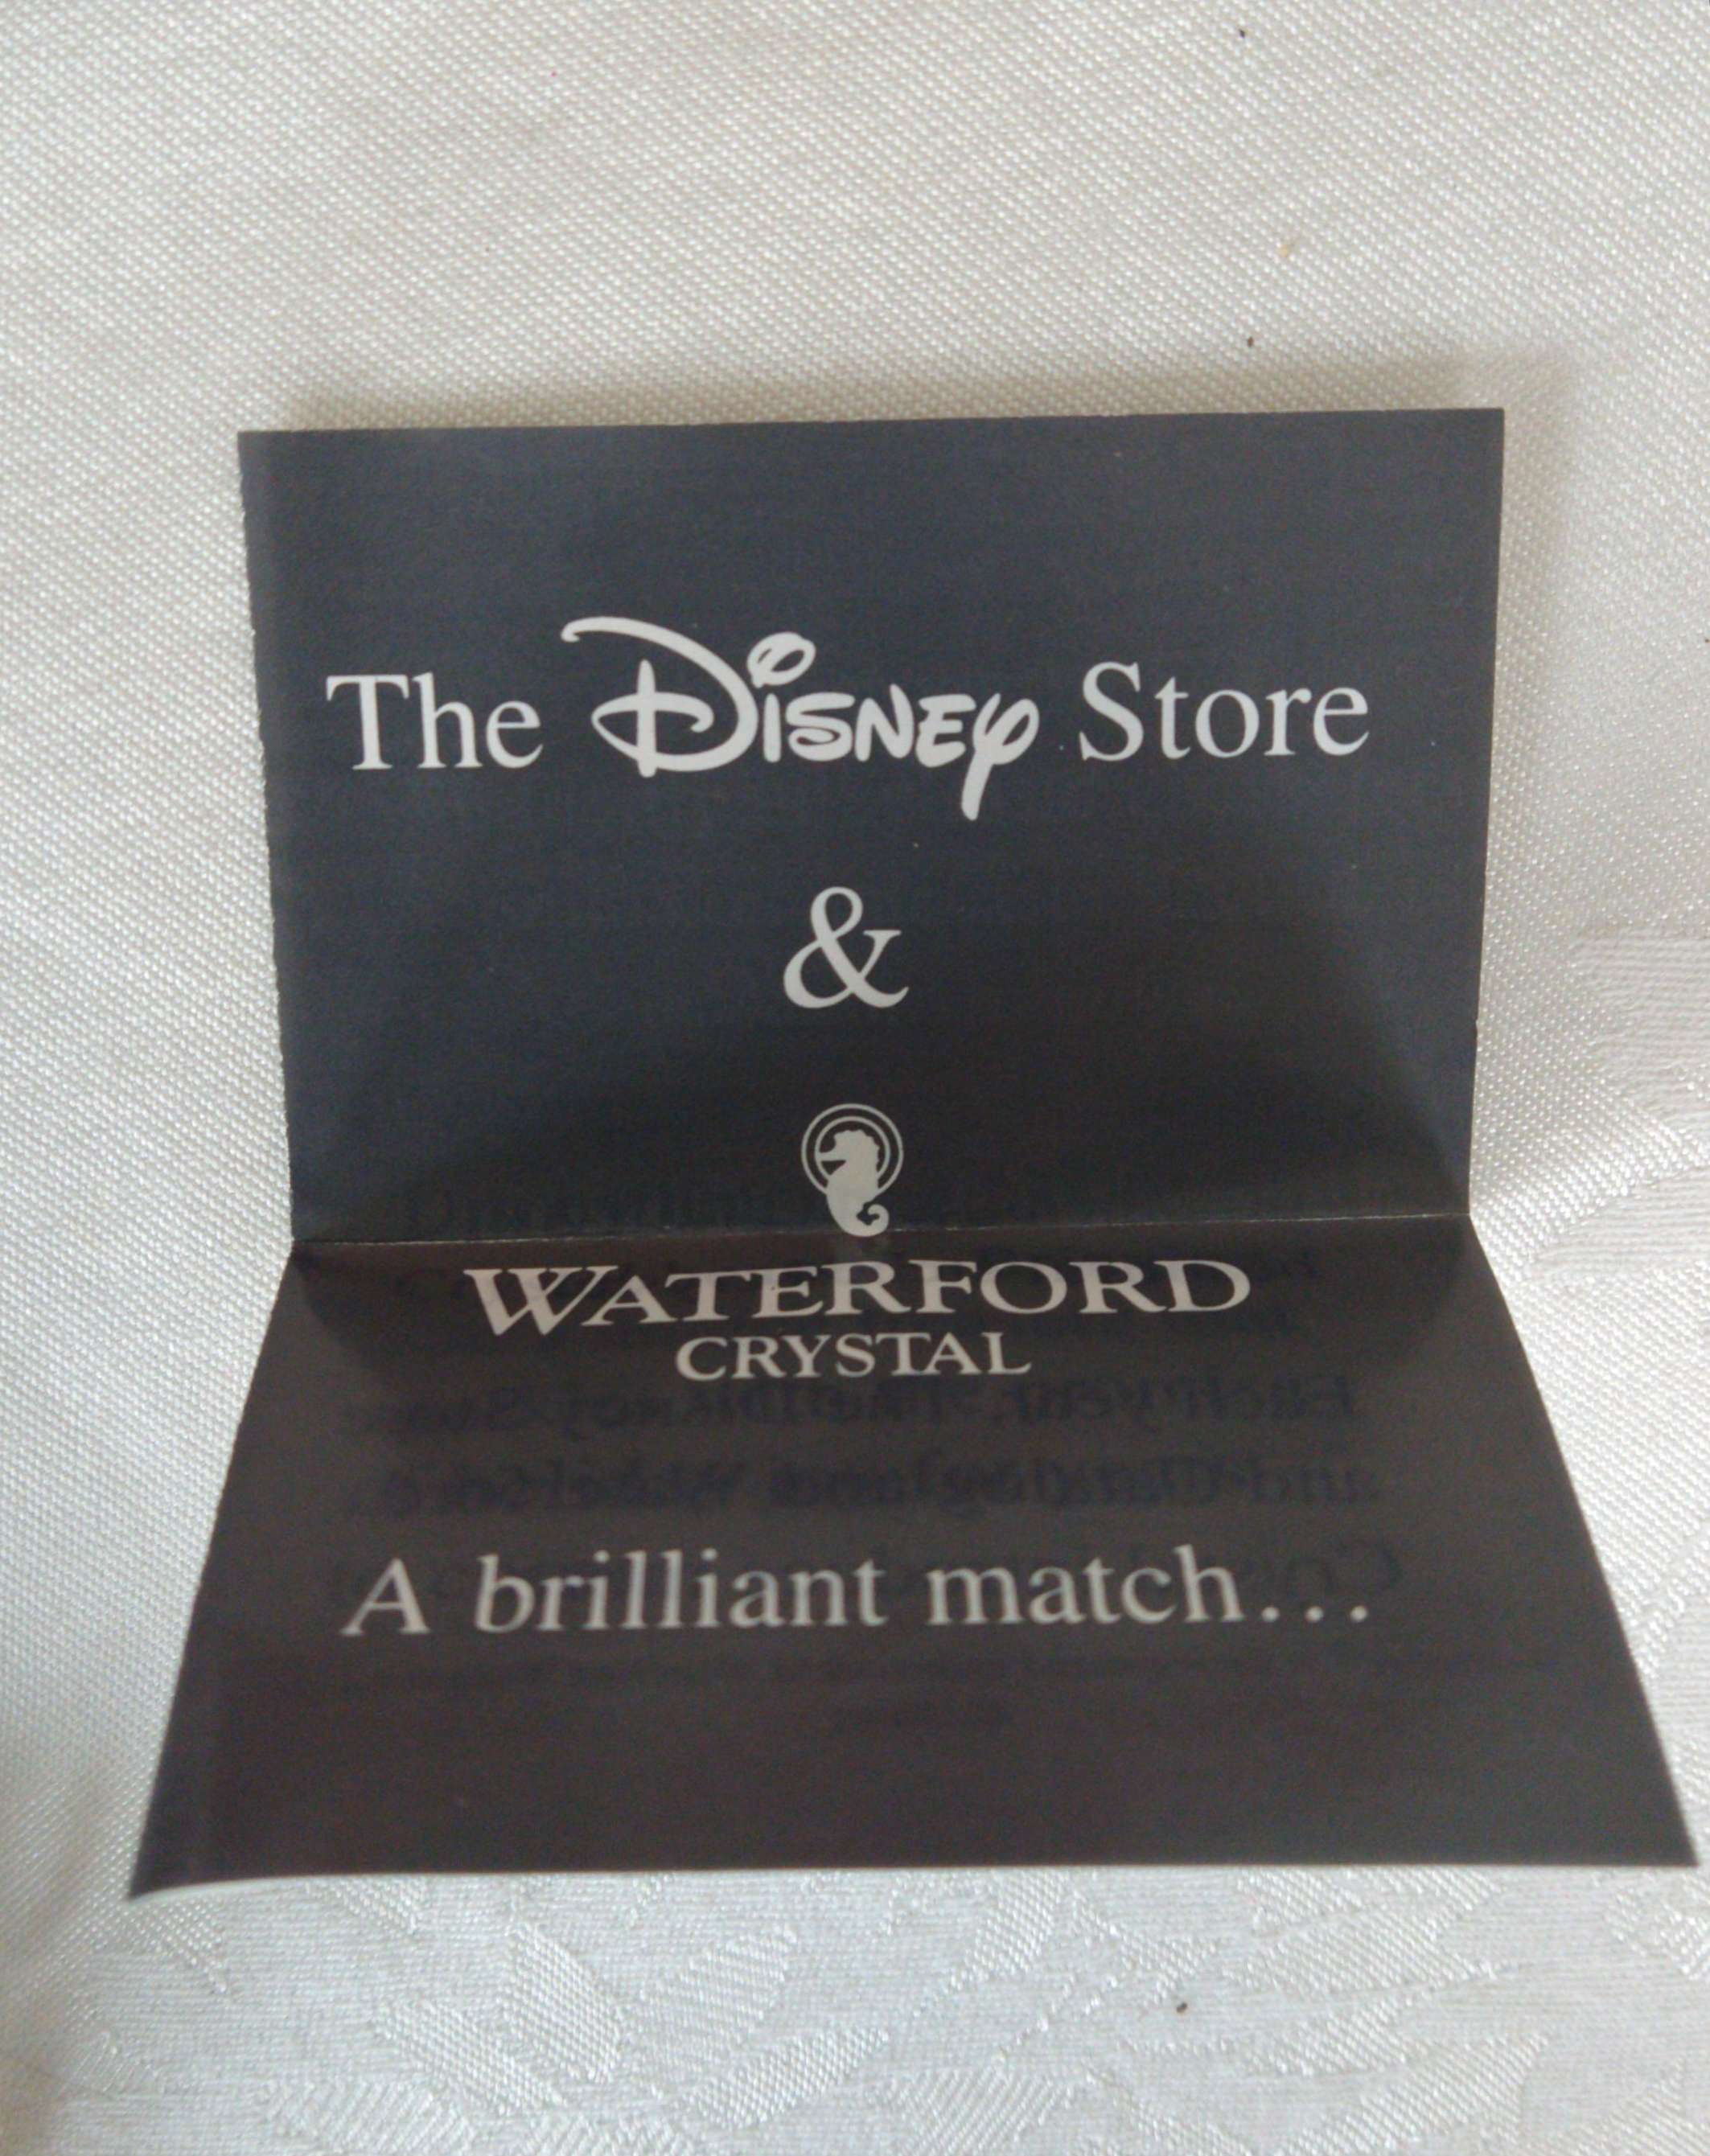 The Disney Store
&
WATERFORD
CRYSTAL
A brilliant match...